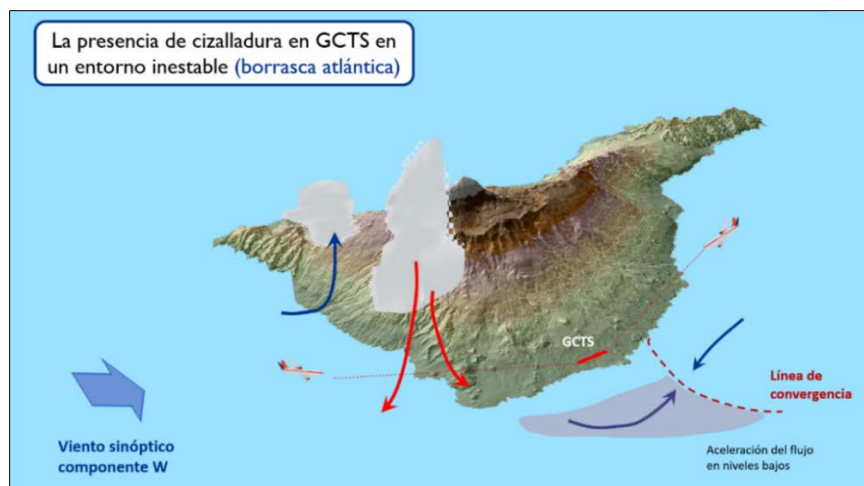 La presencia de cizalladura en GCTS en
un entorno inestable (borrasca atlántica)
GCTS
Línea de
convergencia
Viento sinóptico
componente W
Aceleración del flujo
en niveles bajos